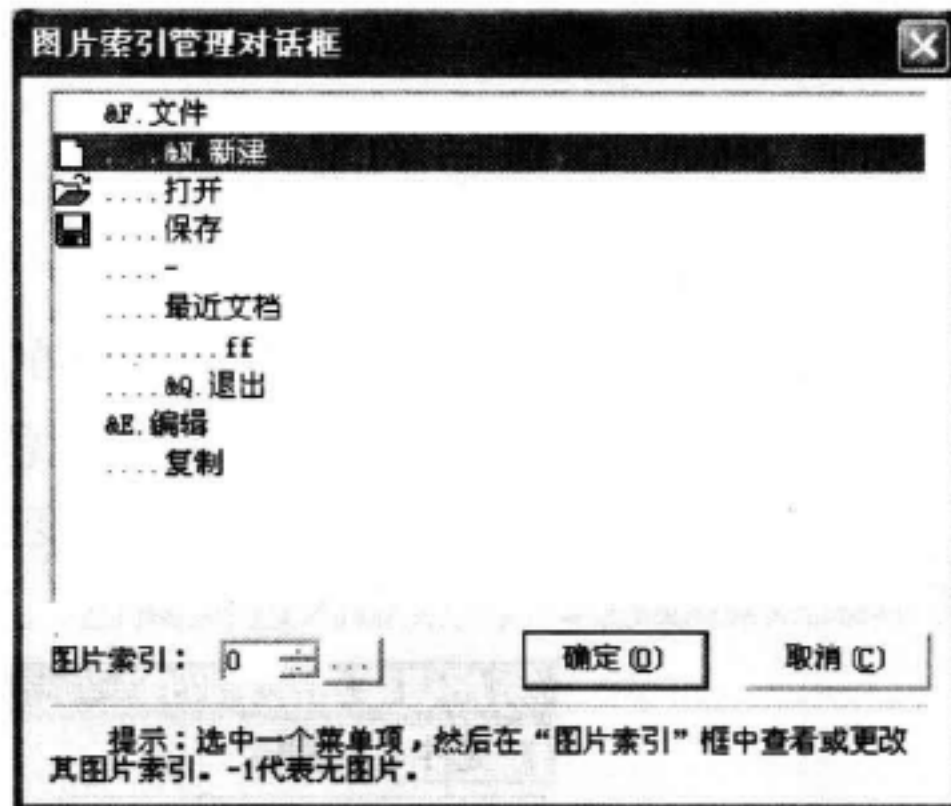 图片索引管理对话框
&F.文件
....&N.新建
....打开
....保存
....-
....最近文档
........ff
....&Q.退出
&E.编辑
....复制
图片索引： 0 确定(O) 取消(C)
提示：选中一个菜单项，然后在“图片索引”框中查看或更改
其图片索引。-1代表无图片。